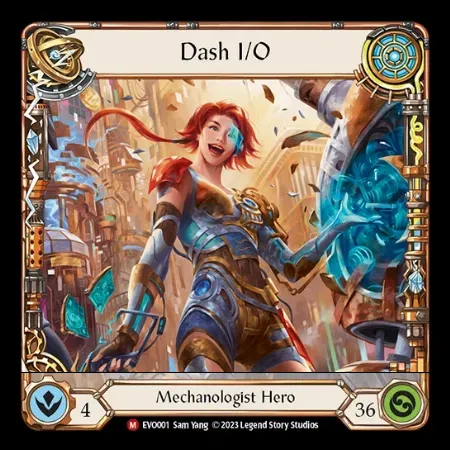 Dash I/O
4
Mechanologist Hero
36
M EVO001 Sam Yang © 2023 Legend Story Studios